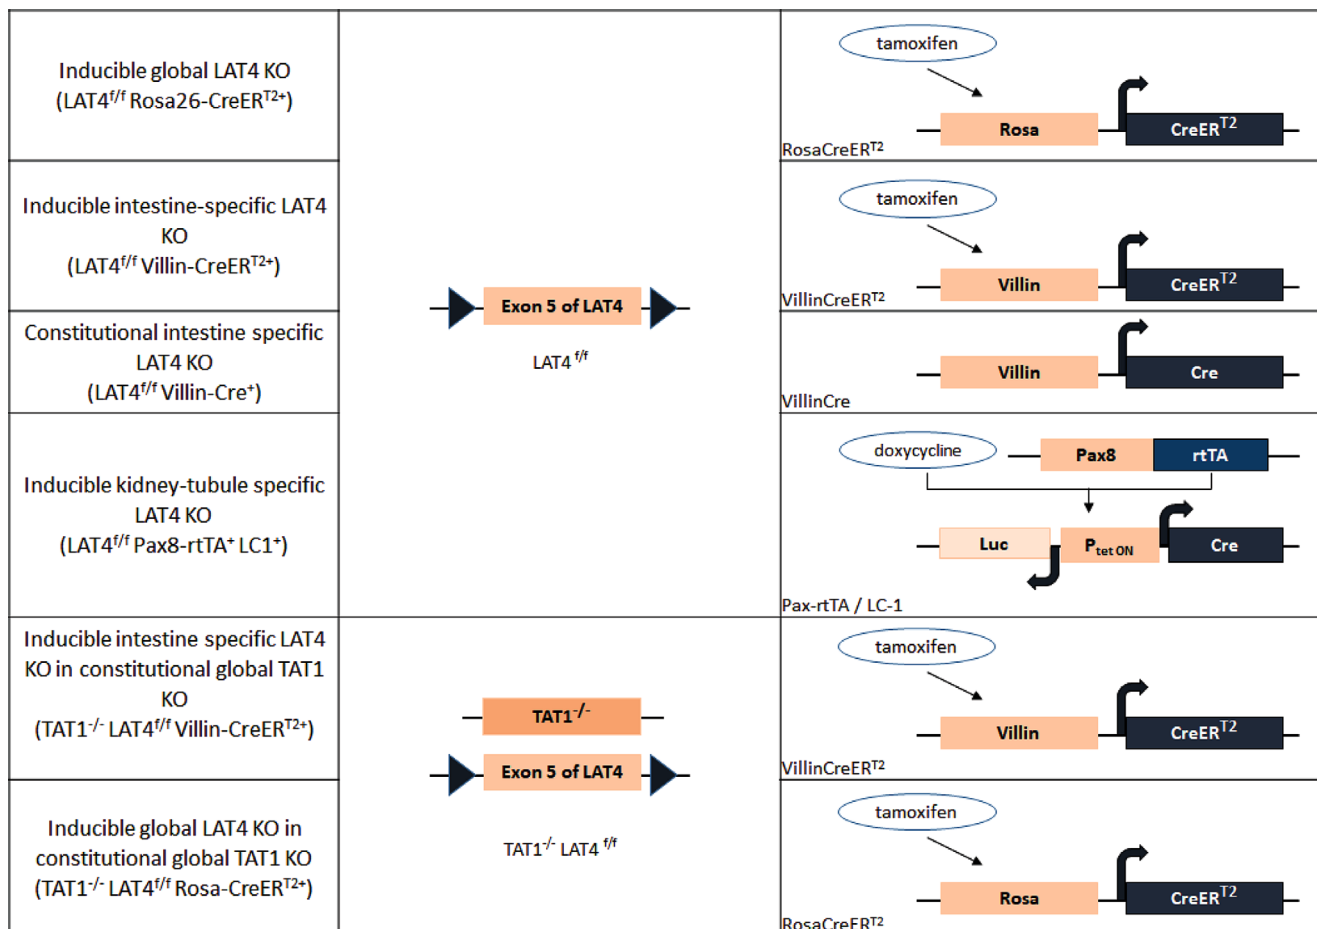 Inducible global LAT4 KO
(LAT4f/f Rosa26-CreERT2+)
tamoxifen
Rosa
CreERT2
RosaCreERT2
Inducible intestine-specific LAT4
KO
(LAT4f/f Villin-CreERT2+)
tamoxifen
Villin
CreERT2
VillinCreERT2
Exon 5 of LAT4
LAT4 f/f
Constitutional intestine specific
LAT4 KO
(LAT4f/f Villin-Cre+)
Villin
Cre
VillinCre
Inducible kidney-tubule specific
LAT4 KO
(LAT4f/f Pax8-rtTA+ LC1+)
doxycycline
Pax8
rtTA
Luc
Ptet ON
Cre
Pax-rtTA / LC-1
Inducible intestine specific LAT4
KO in constitutional global TAT1
KO
(TAT1-/- LAT4f/f Villin-CreERT2+)
TAT1-/-
Exon 5 of LAT4
TAT1-/- LAT4 f/f
tamoxifen
Villin
CreERT2
VillinCreERT2
Inducible global LAT4 KO in
constitutional global TAT1 KO
(TAT1-/- LAT4f/f Rosa-CreERT2+)
tamoxifen
Rosa
CreERT2
RosaCreERT2